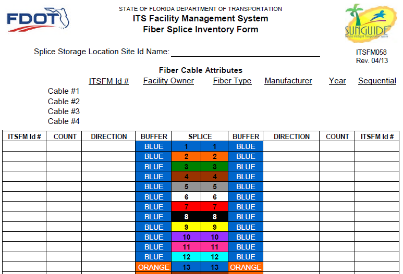 FDOT
STATE OF FLORIDA DEPARTMENT OF TRANSPORTATION
ITS Facility Management System
Fiber Splice Inventory Form
SUNGUIDE
Splice Storage Location Site Id Name:
ITSFM058
Rev. 04/13
Fiber Cable Attributes
ITSFM Id # Facility Owner Fiber Type Manufacturer Year Sequential
Cable #1
Cable #2
Cable #3
Cable #4
ITSFM Id # COUNT DIRECTION BUFFER SPLICE BUFFER DIRECTION COUNT ITSFM Id #
BLUE 1 1 BLUE
BLUE 2 2 BLUE
BLUE 3 3 BLUE
BLUE 4 4 BLUE
BLUE 5 5 BLUE
BLUE 6 6 BLUE
BLUE 7 7 BLUE
BLUE 8 8 BLUE
BLUE 9 9 BLUE
BLUE 10 10 BLUE
BLUE 11 11 BLUE
BLUE 12 12 BLUE
ORANGE 13 13 ORANGE